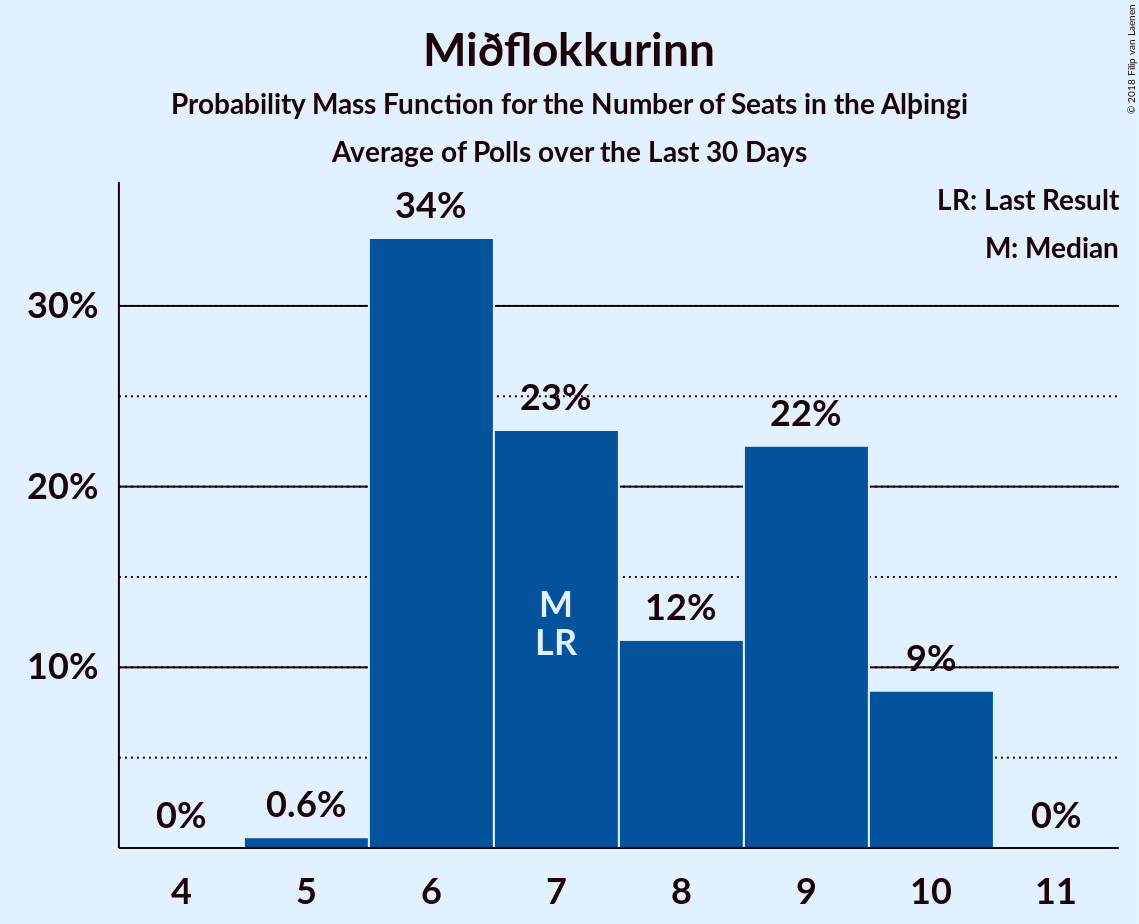 Miðflokkurinn
Probability Mass Function for the Number of Seats in the Alþingi
Average of Polls over the Last 30 Days
© 2018 Filip van Laenen
LR: Last Result
M: Median
34%
30%
23%
22%
20%
M
LR
12%
10%
9%
0%
0.6%
0%
4 5 6 7 8 9 10 11